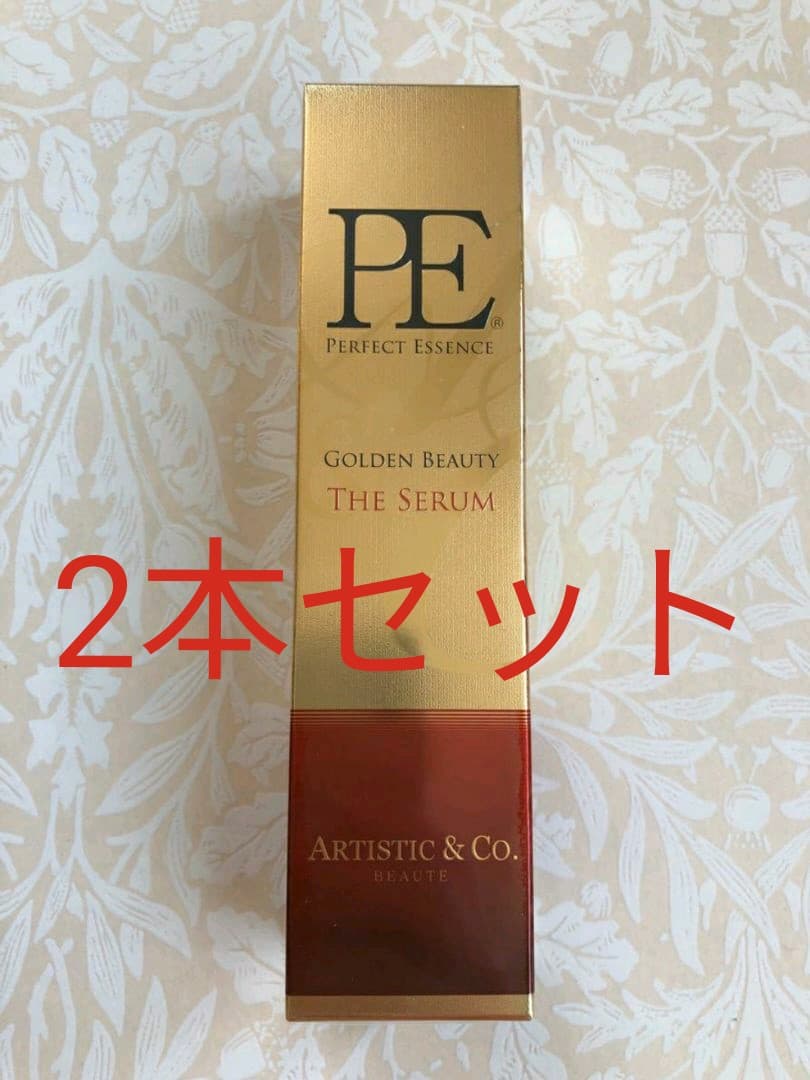 PE®
PERFECT ESSENCE
GOLDEN BEAUTY
THE SERUM
2本セット
ARTISTIC & CO.
BEAUTE